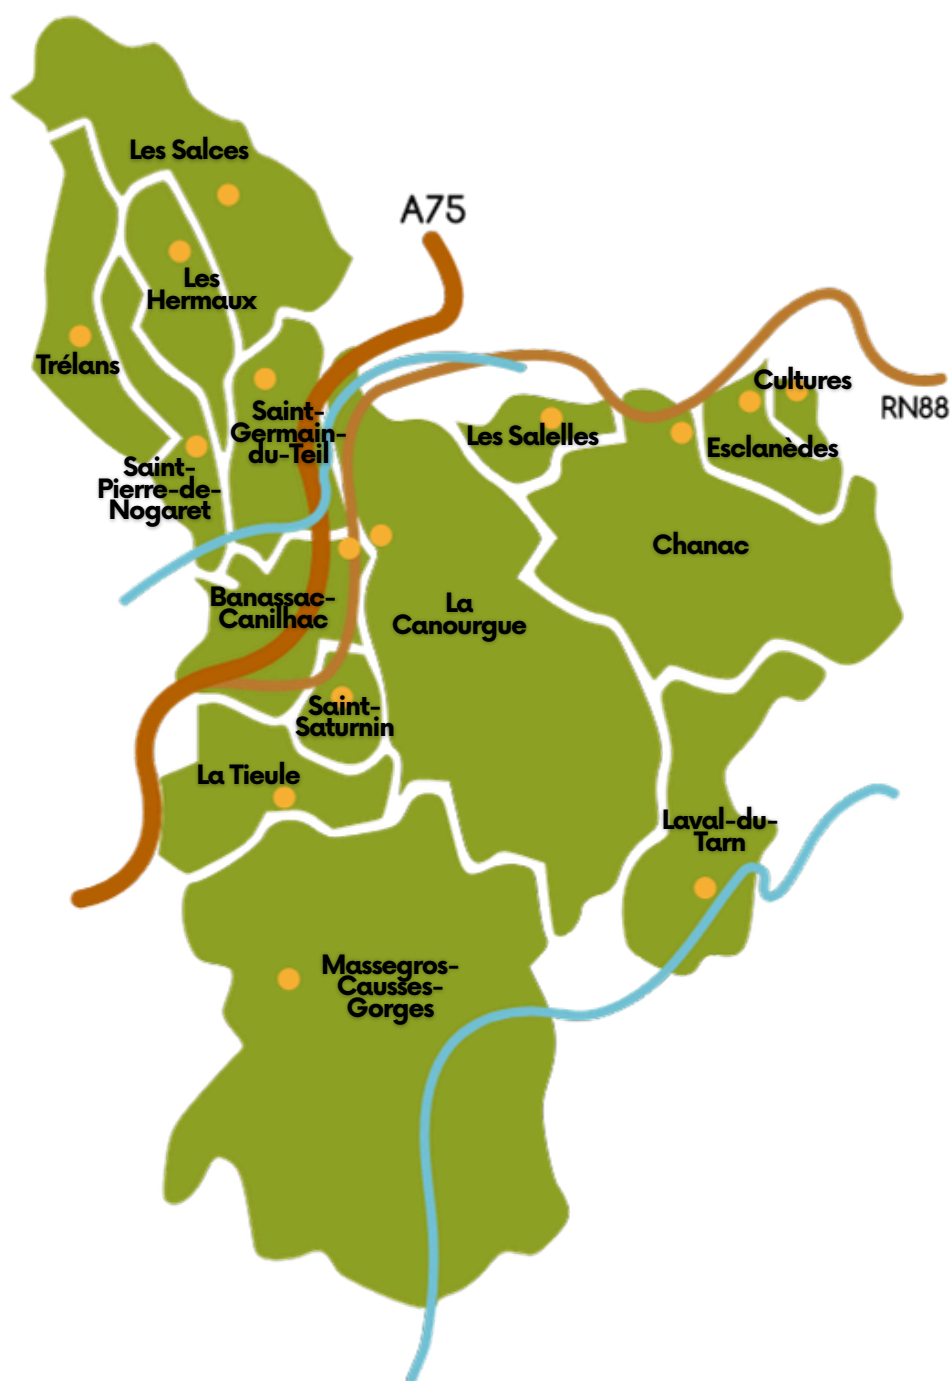 Les Salces
A75
Les
Hermaux
Trélans
Cultures
RN88
Saint-
Germain-
du-Teil
Les Salelles
Esclanèdes
Saint-
Pierre-de-
Nogaret
Chanac
Banassac-
Canilhac
La
Canourgue
Saint-
Saturnin
La Tieule
Laval-du-
Tarn
Massegros-
Causses-
Gorges